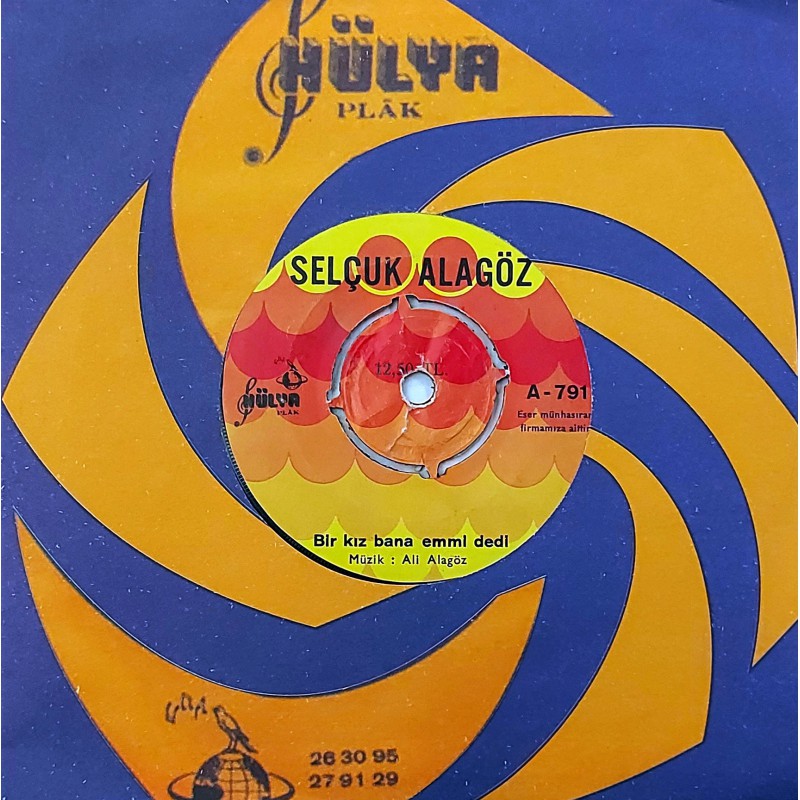 HÜLYA
PLÂK
SELÇUK ALAGÖZ
12,50 TL.
HÜLYA
PLÂK
A-791
Eser münhasıran
firmamıza aittir
Bir kız bana emmi dedi
Müzik : Ali Alagöz
26 30 95
27 91 29